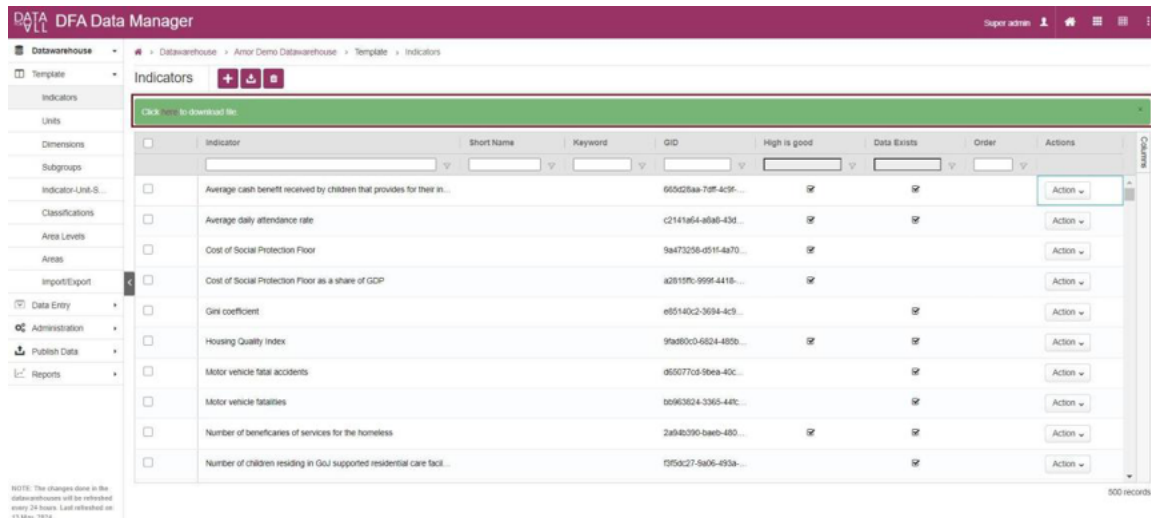 DATA
FOR ALL DFA Data Manager
Super admin
Datawarehouse
Datawarehouse > Amor Demo Datawarehouse > Template > Indicators
Template
Indicators
Indicators
Units
Dimensions
Subgroups
Indicator-Unit-S...
Classifications
Area Levels
Areas
Import/Export
Data Entry
Administration
Publish Data
Reports
Click here to download file.
×
Indicator Short Name Keyword GID High is good Data Exists Order Actions
Columns
Average cash benefit received by children that provides for their in... 665d28aa-7dff-4c9f-... Action
Average daily attendance rate c2141a64-a6a6-43d... Action
Cost of Social Protection Floor 9a473258-d51f-4a70... Action
Cost of Social Protection Floor as a share of GDP a2815ffc-999f-4418-... Action
Gini coefficient e85140c2-3694-4c9... Action
Housing Quality Index 9fad80c0-6824-485b... Action
Motor vehicle fatal accidents d65077cd-9bea-40c... Action
Motor vehicle fatalities bb963824-3365-44fc... Action
Number of beneficaries of services for the homeless 2a94b390-baeb-480... Action
Number of children residing in GoJ supported residential care facil... f3f5dc27-9a06-493a-... Action
500 records
NOTE: The changes done in the
datawarehouses will be refreshed
every 24 hours. Last refreshed on